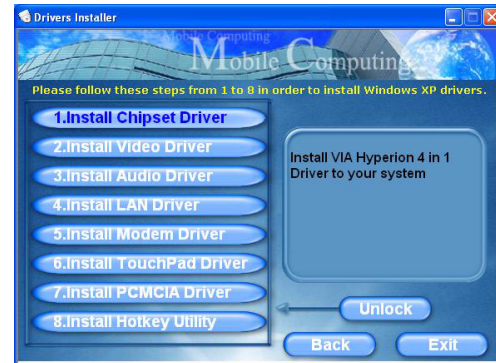 Drivers Installer
Mobile Computing
Mobile Computing
Please follow these steps from 1 to 8 in order to install Windows XP drivers.
1.Install Chipset Driver
2.Install Video Driver
3.Install Audio Driver
4.Install LAN Driver
5.Install Modem Driver
6.Install TouchPad Driver
7.Install PCMCIA Driver
8.Install Hotkey Utility
Install VIA Hyperion 4 in 1
Driver to your system
Unlock
Back
Exit